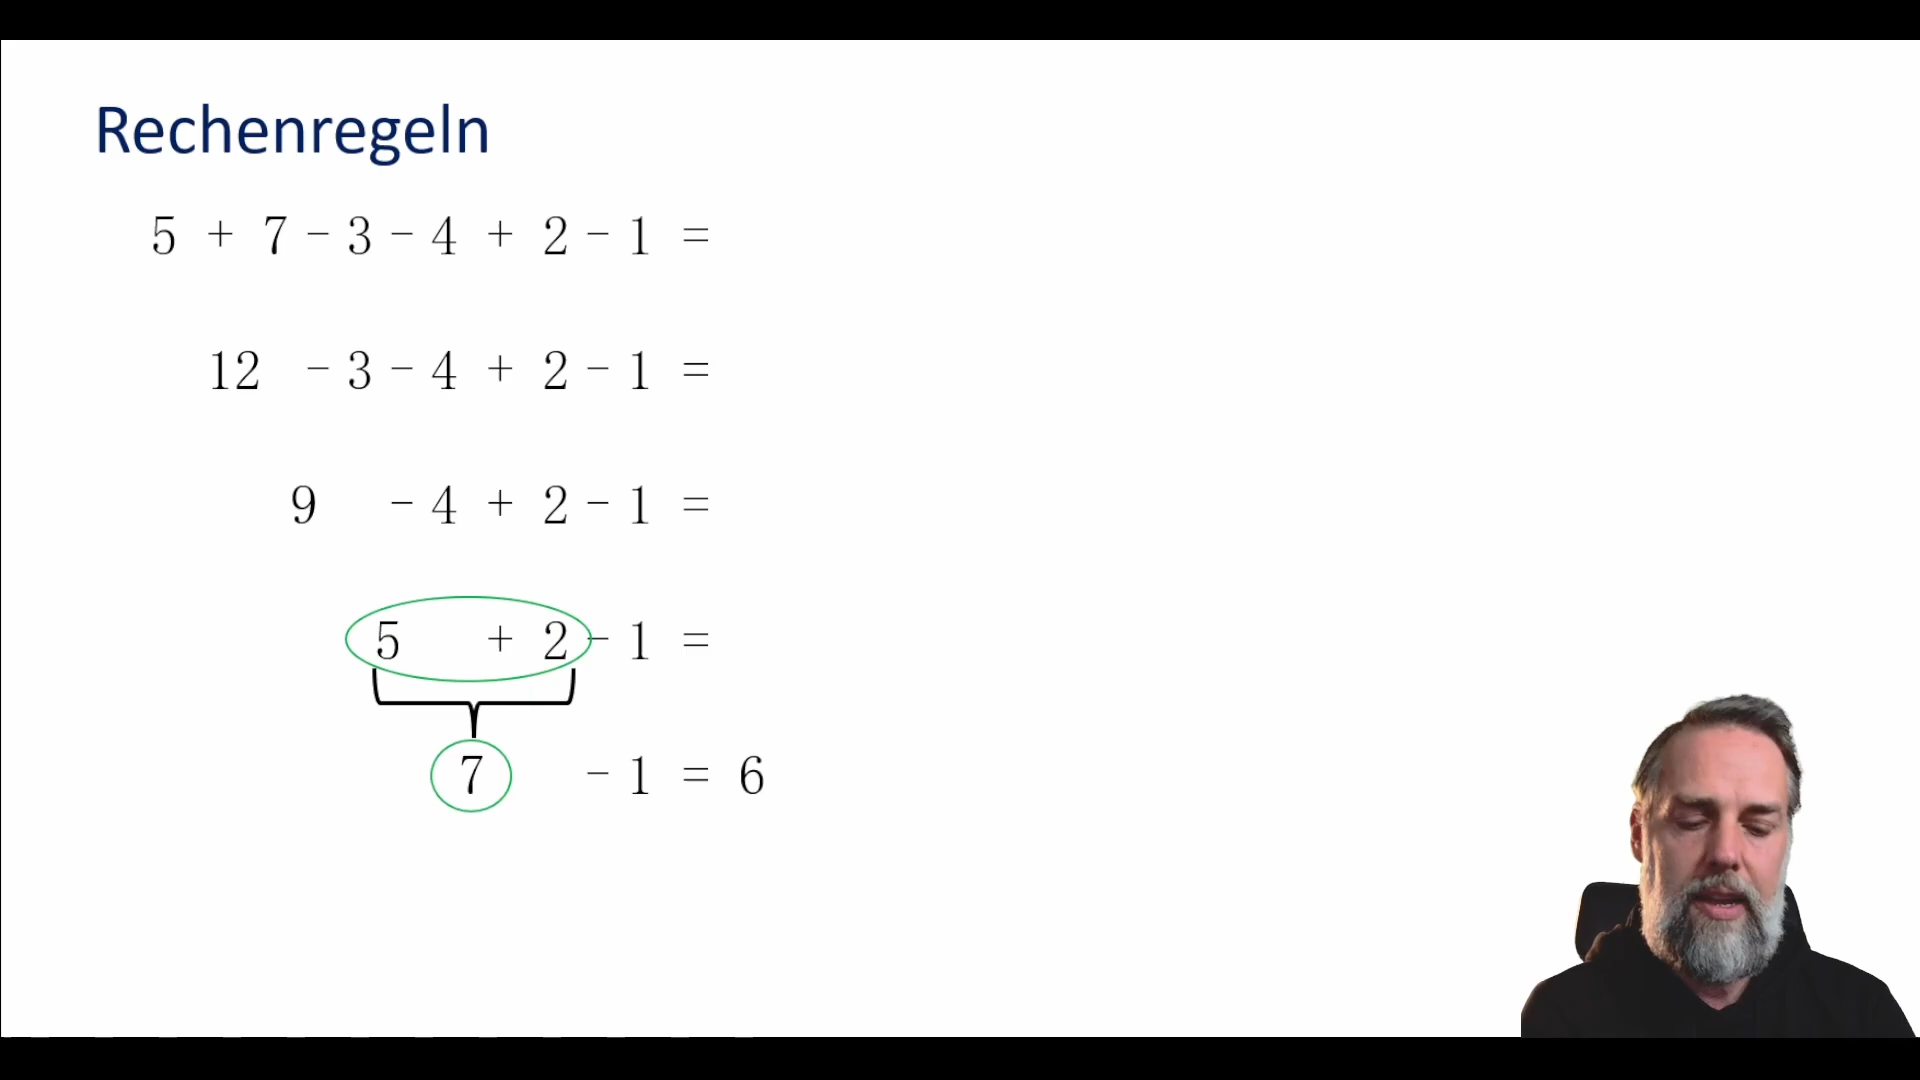 Rechenregeln
5 + 7 - 3 - 4 + 2 - 1 =
12 - 3 - 4 + 2 - 1 =
9 - 4 + 2 - 1 =
5 + 2 - 1 =
7 - 1 = 6